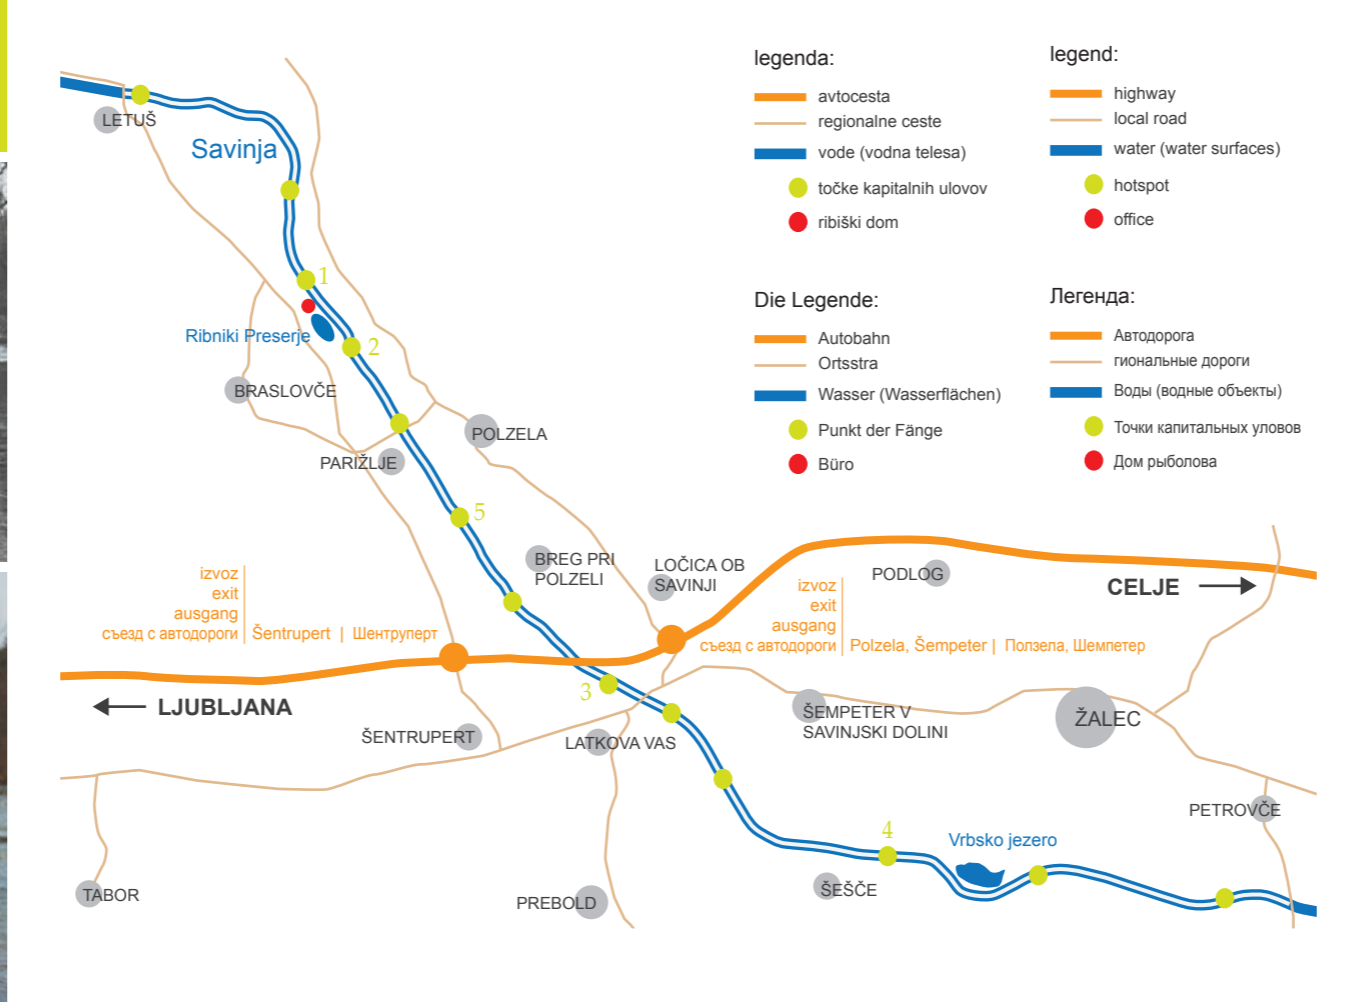 legenda:
avtocesta
regionalne ceste
vode (vodna telesa)
točke kapitalnih ulovov
ribiški dom
legend:
highway
local road
water (water surfaces)
hotspot
office
Die Legende:
Autobahn
Ortsstra
Wasser (Wasserflächen)
Punkt der Fänge
Büro
Легенда:
Автодорога
гиональные дороги
Воды (водные объекты)
Точки капитальных уловов
Дом рыболова
LETUŠ
Savinja
1
Ribniki Preserje
2
BRASLOVČE
POLZELA
PARIŽLJE
5
BREG PRI
POLZELI
LOČICA OB
SAVINJI
PODLOG
CELJE
izvoz
exit
ausgang
съезд с автодороги
Šentrupert | Шентруперт
izvoz
exit
ausgang
съезд с автодороги
Polzela, Šempeter | Ползела, Шемпетер
3
LJUBLJANA
ŠENTRUPERT
LATKOVA VAS
ŠEMPETER V
SAVINJSKI DOLINI
ŽALEC
PETROVČE
4
Vrbsko jezero
ŠEŠČE
TABOR
PREBOLD